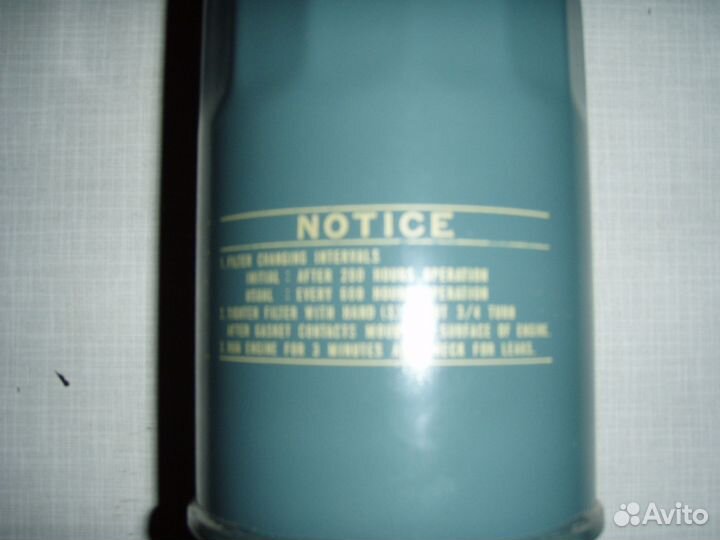 NOTICE
1. FILTER CHANGING INTERVALS
INITIAL : AFTER 200 HOURS OPERATION
USUAL : EVERY HOURS OPERATION
2. TIGHTEN FILTER WITH HAND 3/4 TURN
AFTER GASKET CONTACTS SURFACE OF ENGINE.
3. RUN ENGINE FOR 3 MINUTES AND CHECK FOR LEAKS.
Avito